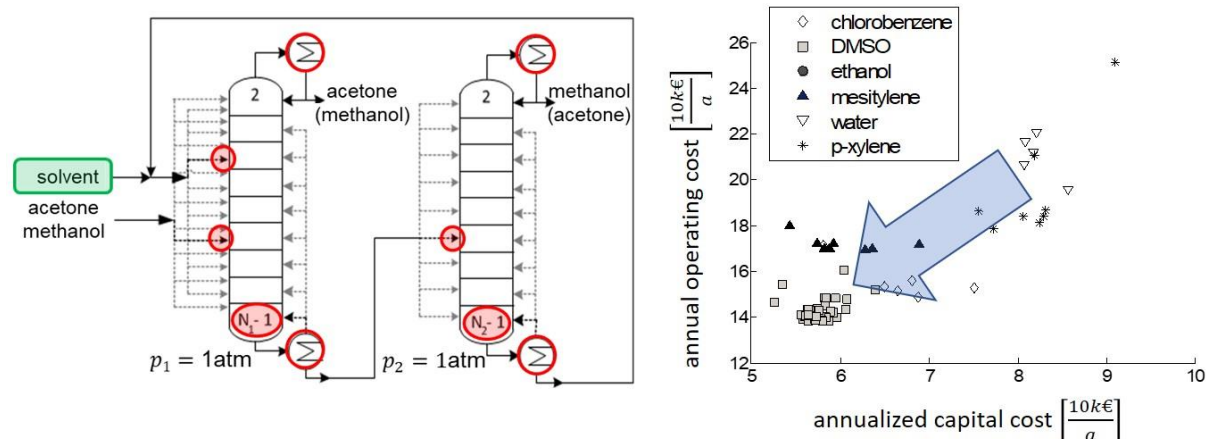 2
acetone
(methanol)
2
methanol
(acetone)
solvent
acetone
methanol
N₁- 1
N₂- 1
Σ
Σ
Σ
Σ
p₁ = 1atm
p₂ = 1atm
chlorobenzene
DMSO
ethanol
mesitylene
water
p-xylene
annual operating cost [10k€/a]
26
24
22
20
18
16
14
12
5 6 7 8 9 10
annualized capital cost [10k€/a]